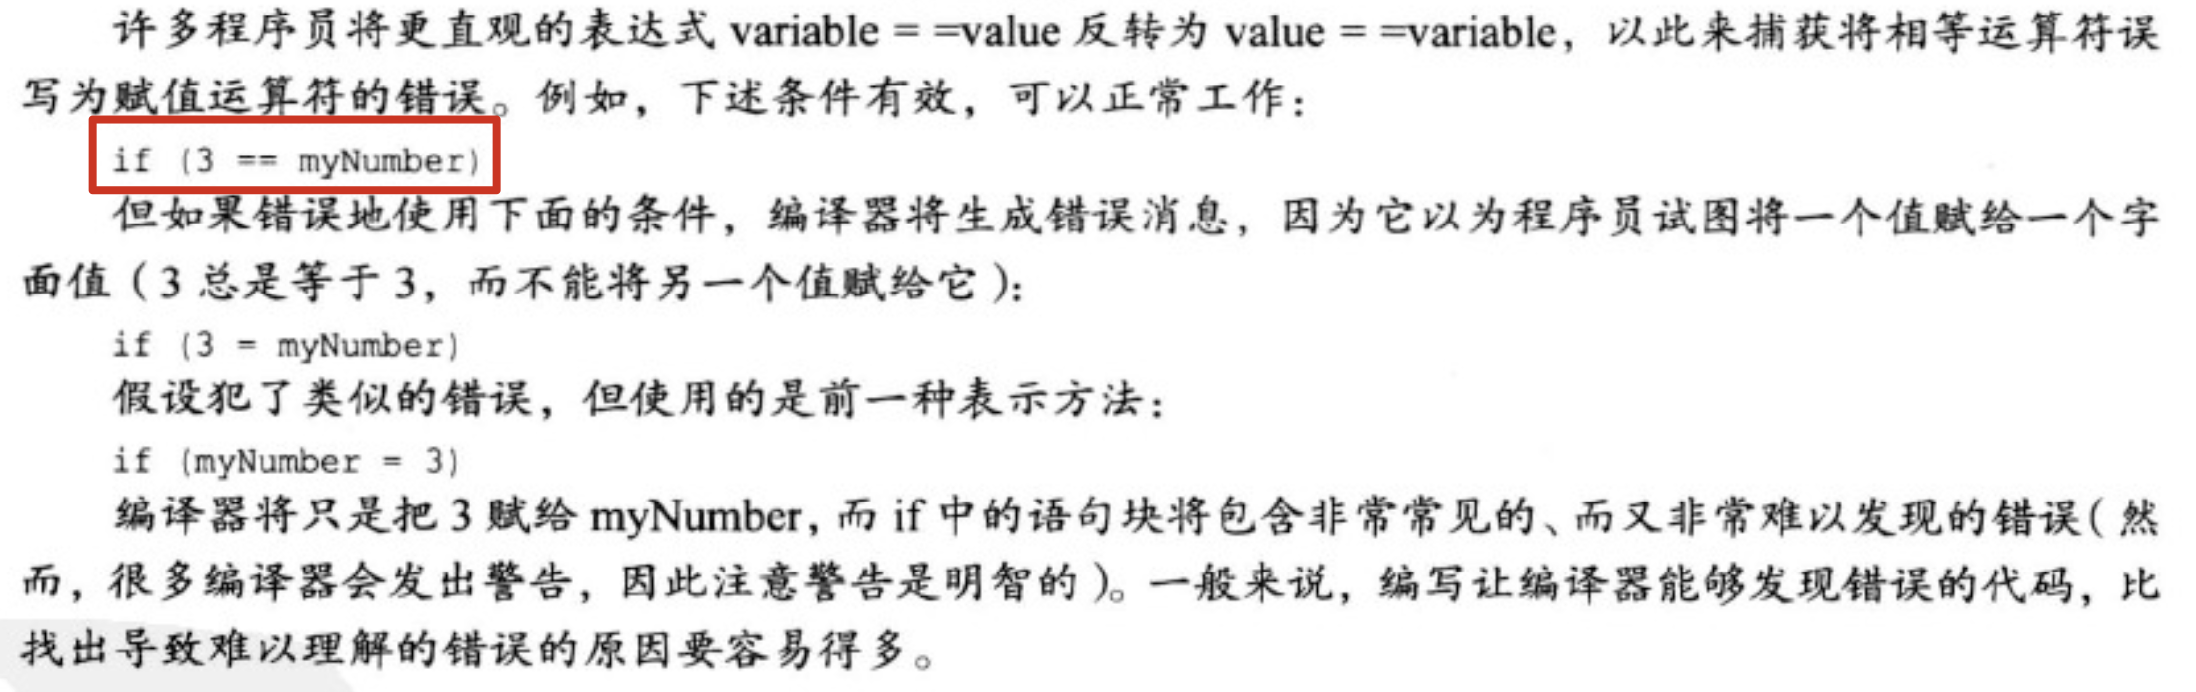 许多程序员将更直观的表达式 variable = =value 反转为 value = =variable，以此来捕获将相等运算符误
写为赋值运算符的错误。例如，下述条件有效，可以正常工作：
if (3 == myNumber)
但如果错误地使用下面的条件，编译器将生成错误消息，因为它以为程序员试图将一个值赋给一个字
面值（3 总是等于 3，而不能将另一个值赋给它）：
if (3 = myNumber)
假设犯了类似的错误，但使用的是前一种表示方法：
if (myNumber = 3)
编译器将只是把 3 赋给 myNumber，而 if 中的语句块将包含非常常见的、而又非常难以发现的错误（然
而，很多编译器会发出警告，因此注意警告是明智的）。一般来说，编写让编译器能够发现错误的代码，比
找出导致难以理解的错误的原因要容易得多。